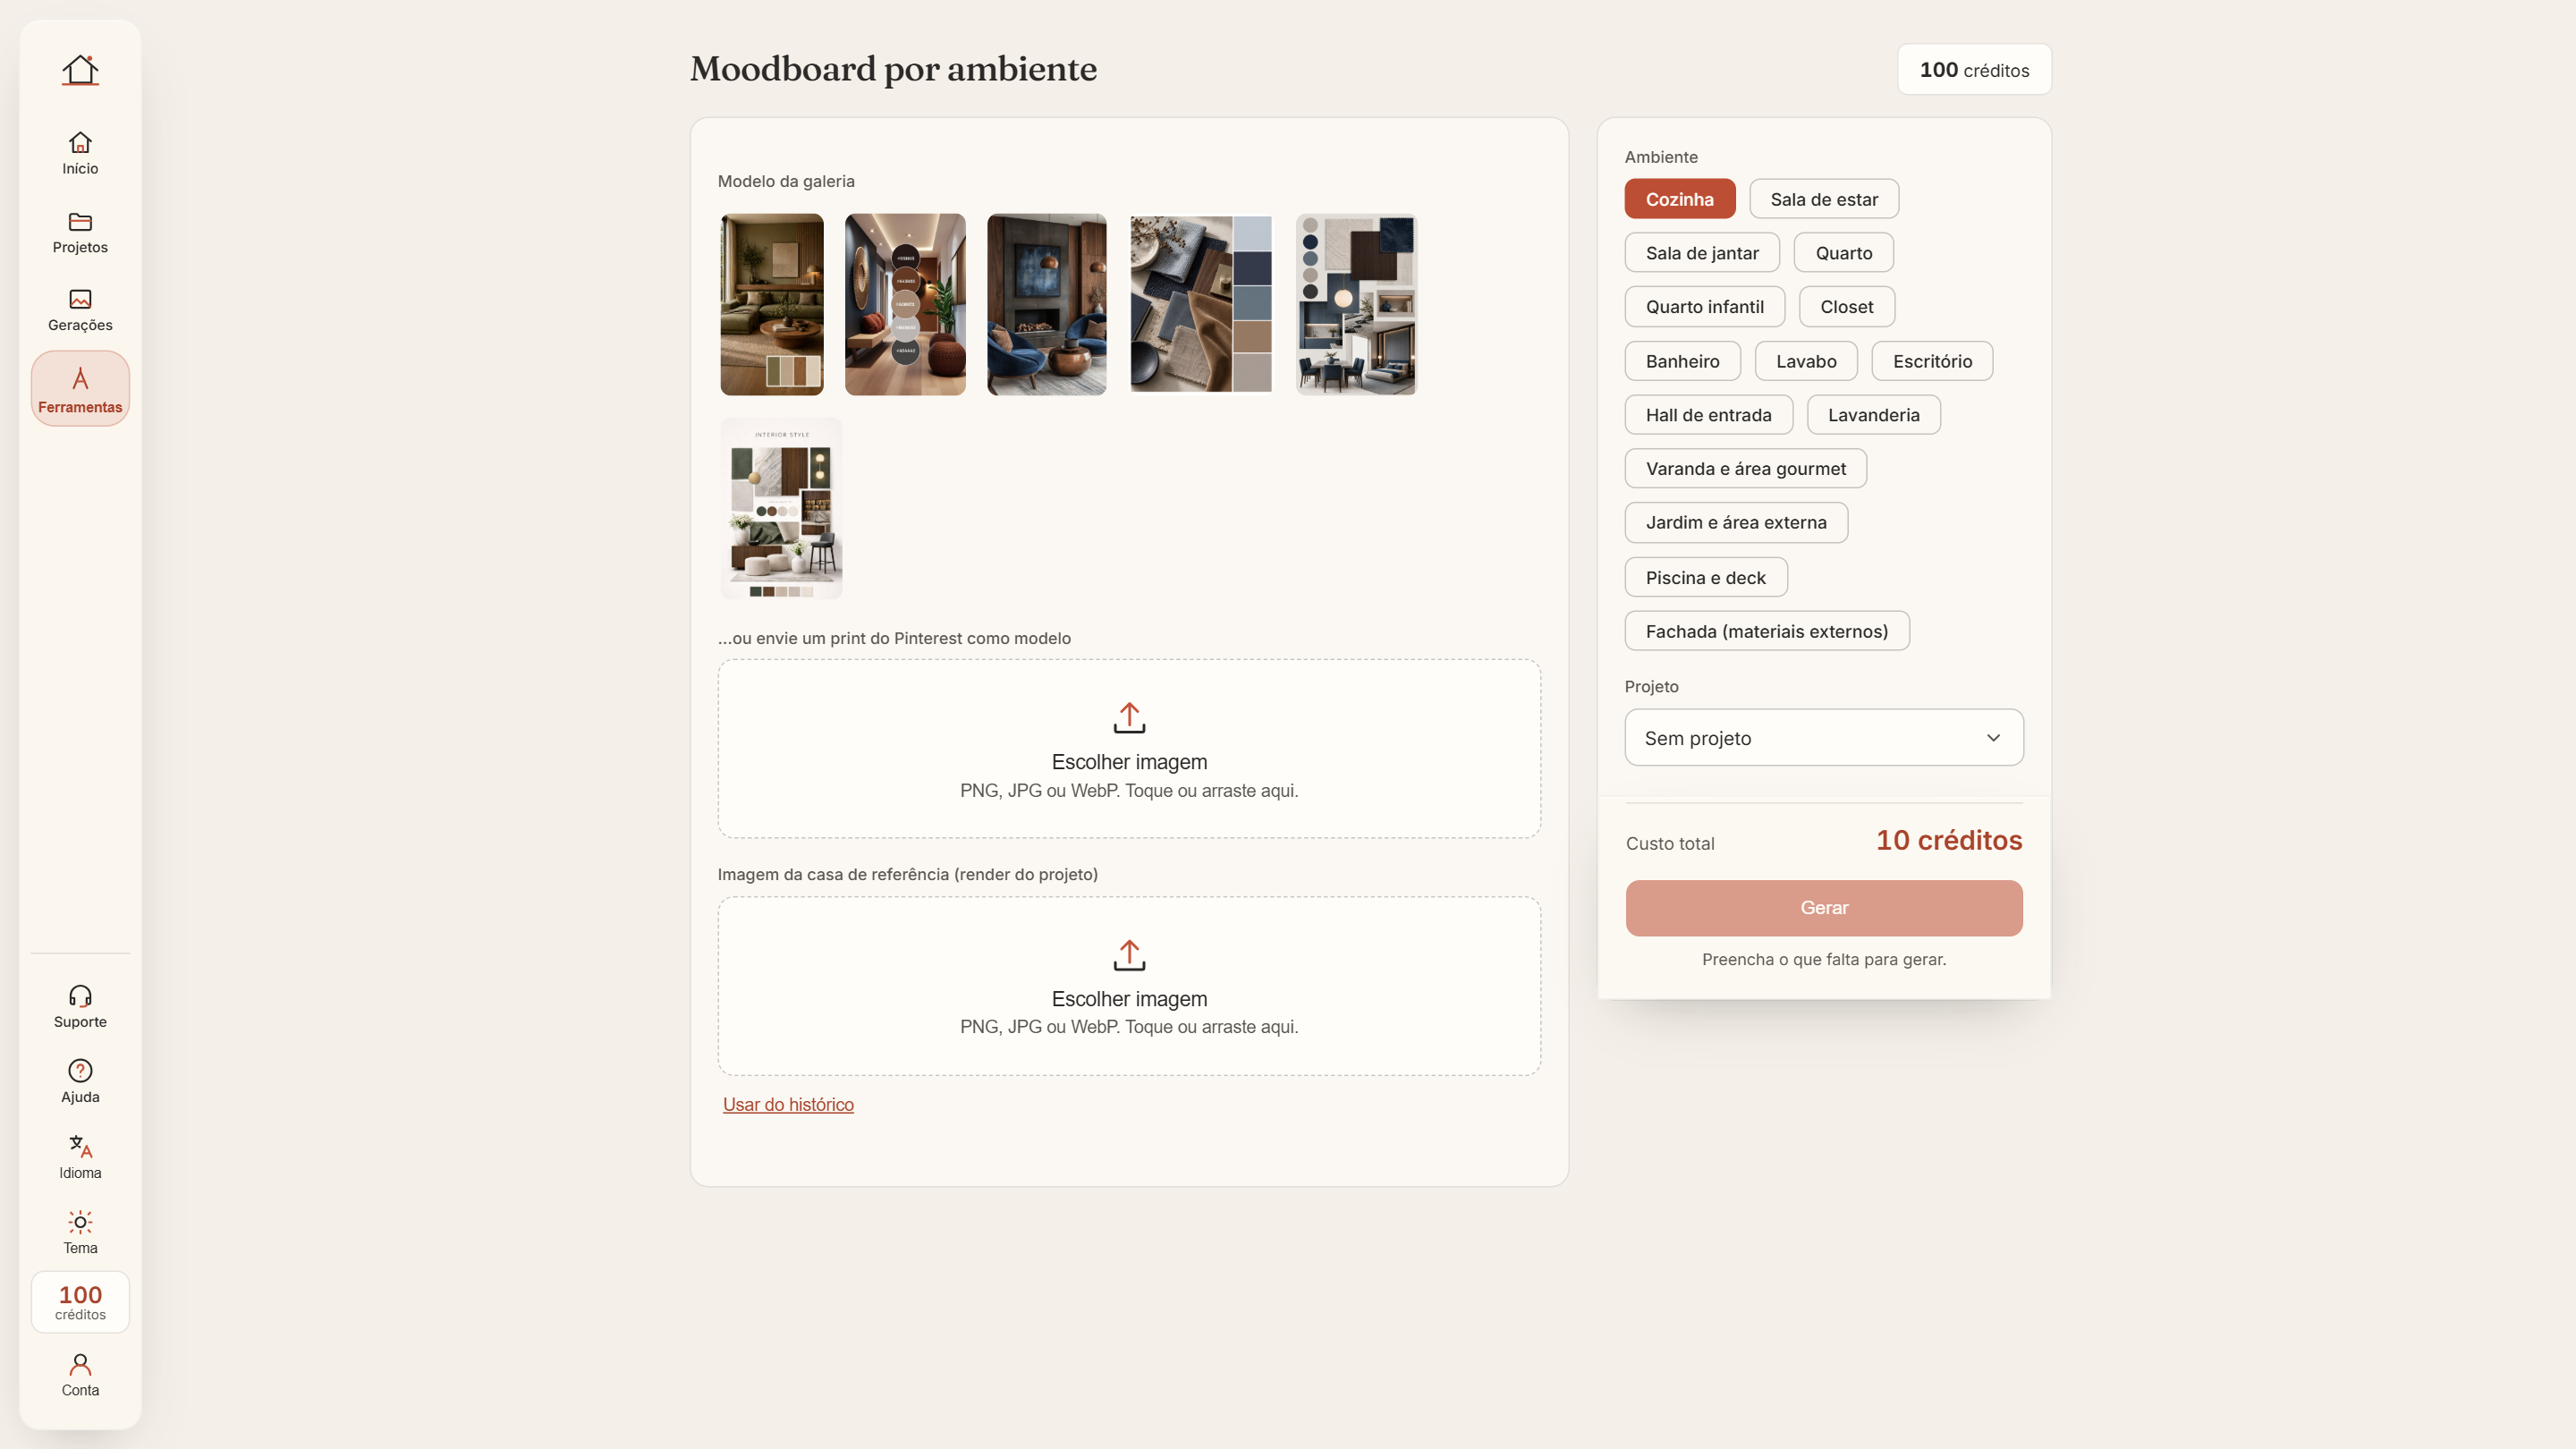 Início
Projetos
Gerações
Ferramentas
Suporte
Ajuda
Idioma
Tema
100
créditos
Conta
Moodboard por ambiente
100 créditos
Modelo da galeria
INTERIOR STYLE
...ou envie um print do Pinterest como modelo
Escolher imagem
PNG, JPG ou WebP. Toque ou arraste aqui.
Imagem da casa de referência (render do projeto)
Escolher imagem
PNG, JPG ou WebP. Toque ou arraste aqui.
Usar do histórico
Ambiente
Cozinha
Sala de estar
Sala de jantar
Quarto
Quarto infantil
Closet
Banheiro
Lavabo
Escritório
Hall de entrada
Lavanderia
Varanda e área gourmet
Jardim e área externa
Piscina e deck
Fachada (materiais externos)
Projeto
Sem projeto
Custo total
10 créditos
Gerar
Preencha o que falta para gerar.